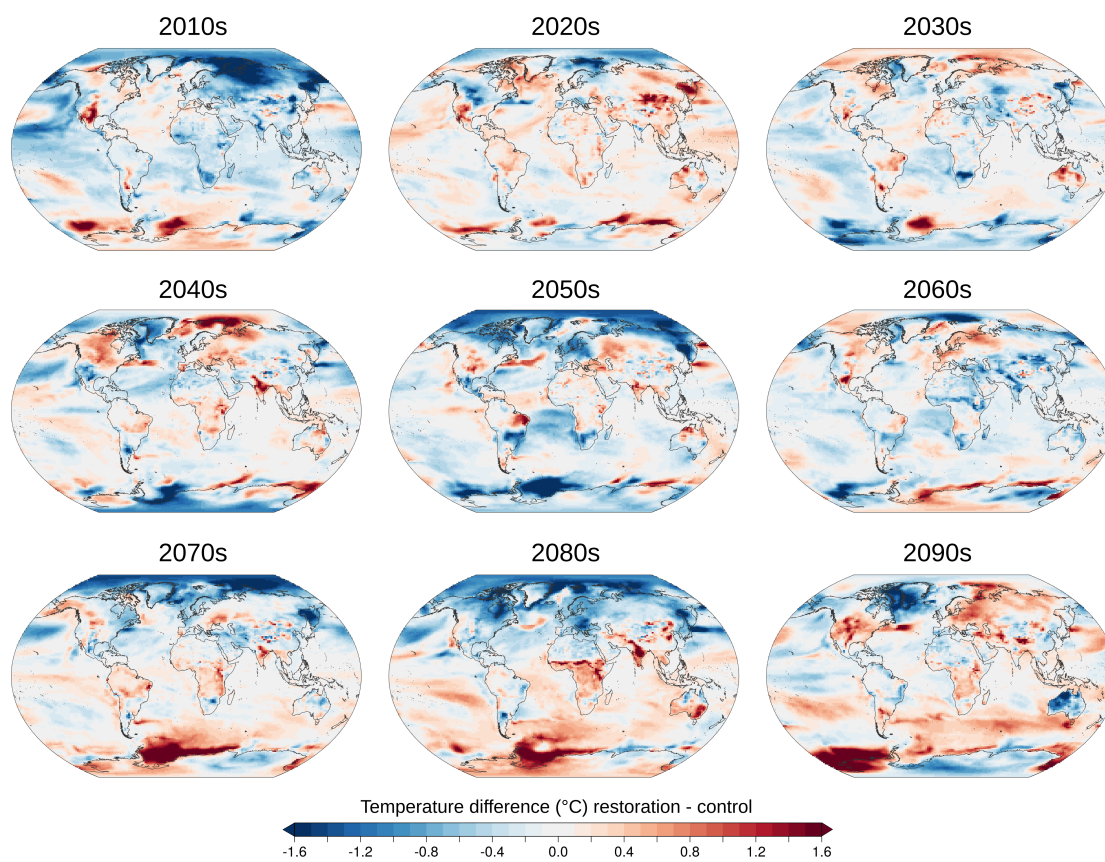 2010s 2020s 2030s
2040s 2050s 2060s
2070s 2080s 2090s
Temperature difference (°C) restoration - control
-1.6 -1.2 -0.8 -0.4 0.0 0.4 0.8 1.2 1.6